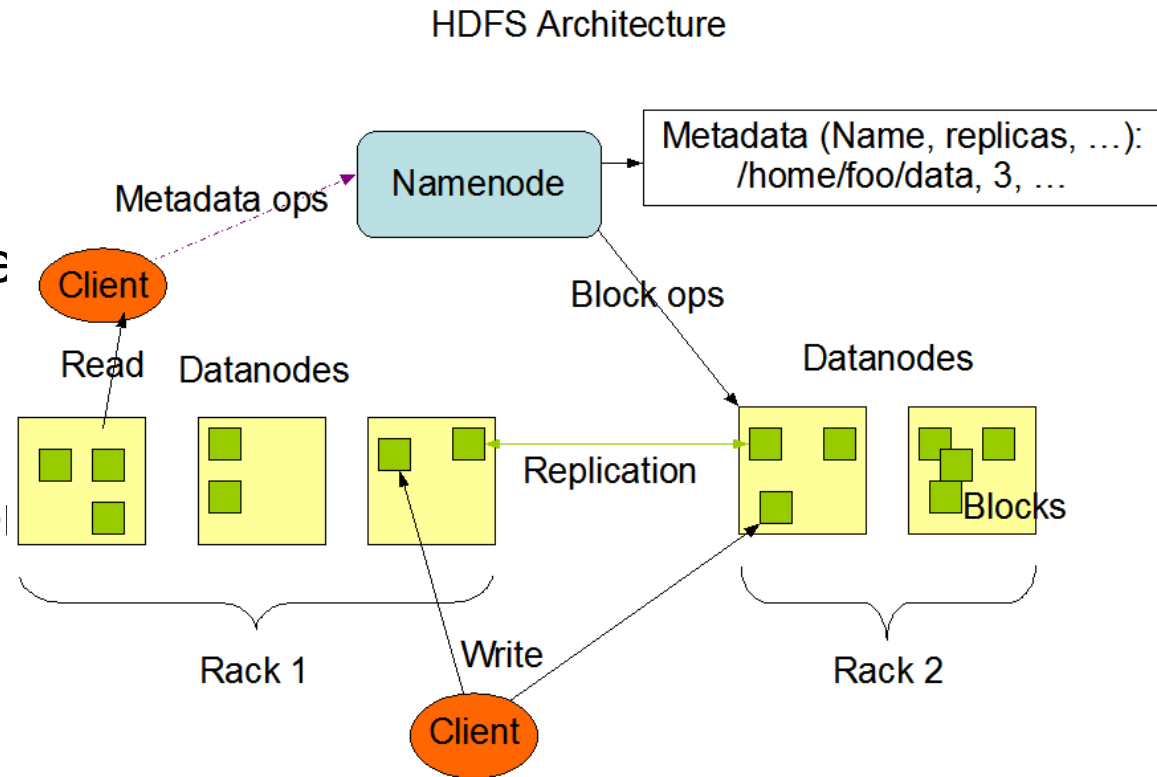 HDFS Architecture
Metadata (Name, replicas, …):
/home/foo/data, 3, …
Namenode
Metadata ops
Client
Block ops
Read
Datanodes
Datanodes
Replication
Blocks
Rack 1
Write
Rack 2
Client